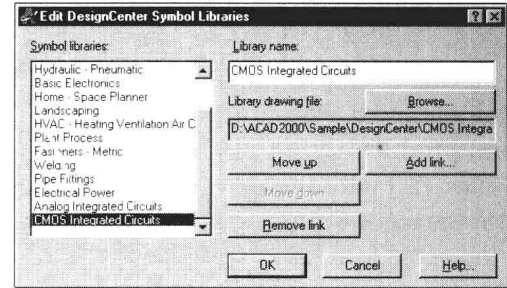 Edit DesignCenter Symbol Libraries
Symbol libraries:
Hydraulic - Pneumatic
Basic Electronics
Home - Space Planner
Landscaping
HVAC - Heating Ventilation Air C
Plant Process
Fasteners - Metric
Welding
Pipe Fittings
Electrical Power
Analog Integrated Circuits
CMOS Integrated Circuits
Library name:
CMOS Integrated Circuits
Library drawing file:
Browse...
D:\ACAD2000\Sample\DesignCenter\CMOS Integra
Move up
Add link...
Move down
Remove link
OK
Cancel
Help...